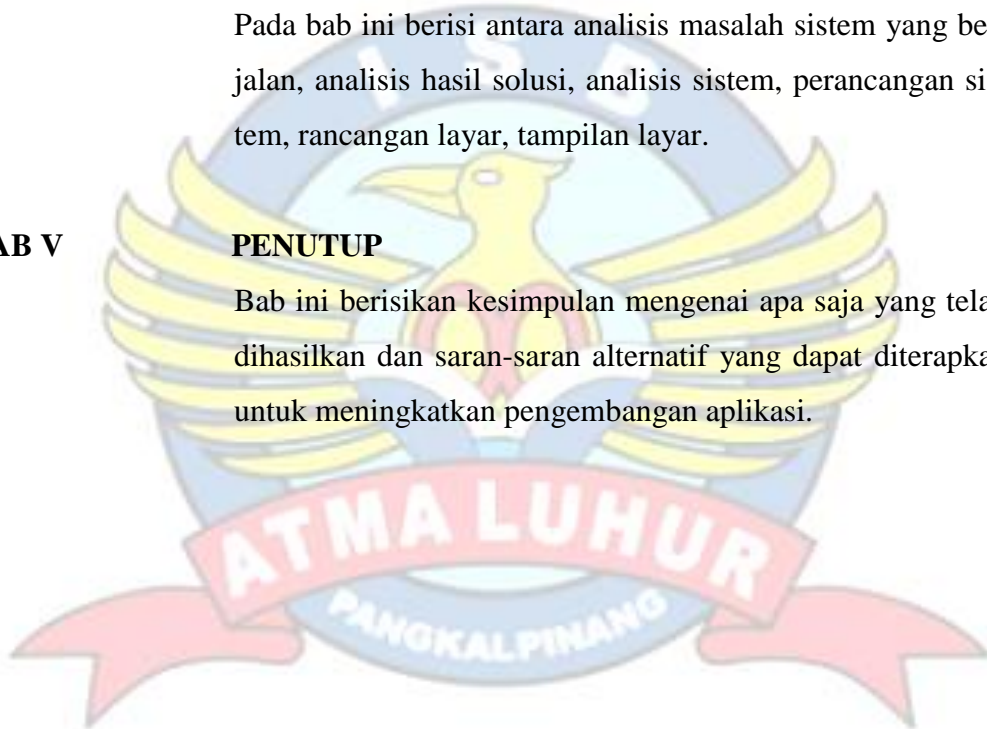 Pada bab ini berisi antara analisis masalah sistem yang be
jalan, analisis hasil solusi, analisis sistem, perancangan si
tem, rancangan layar, tampilan layar.
AB V PENUTUP
Bab ini berisikan kesimpulan mengenai apa saja yang tela
dihasilkan dan saran-saran alternatif yang dapat diterapka
untuk meningkatkan pengembangan aplikasi.
I S B
ATMA LUHUR
PANGKALPINANG